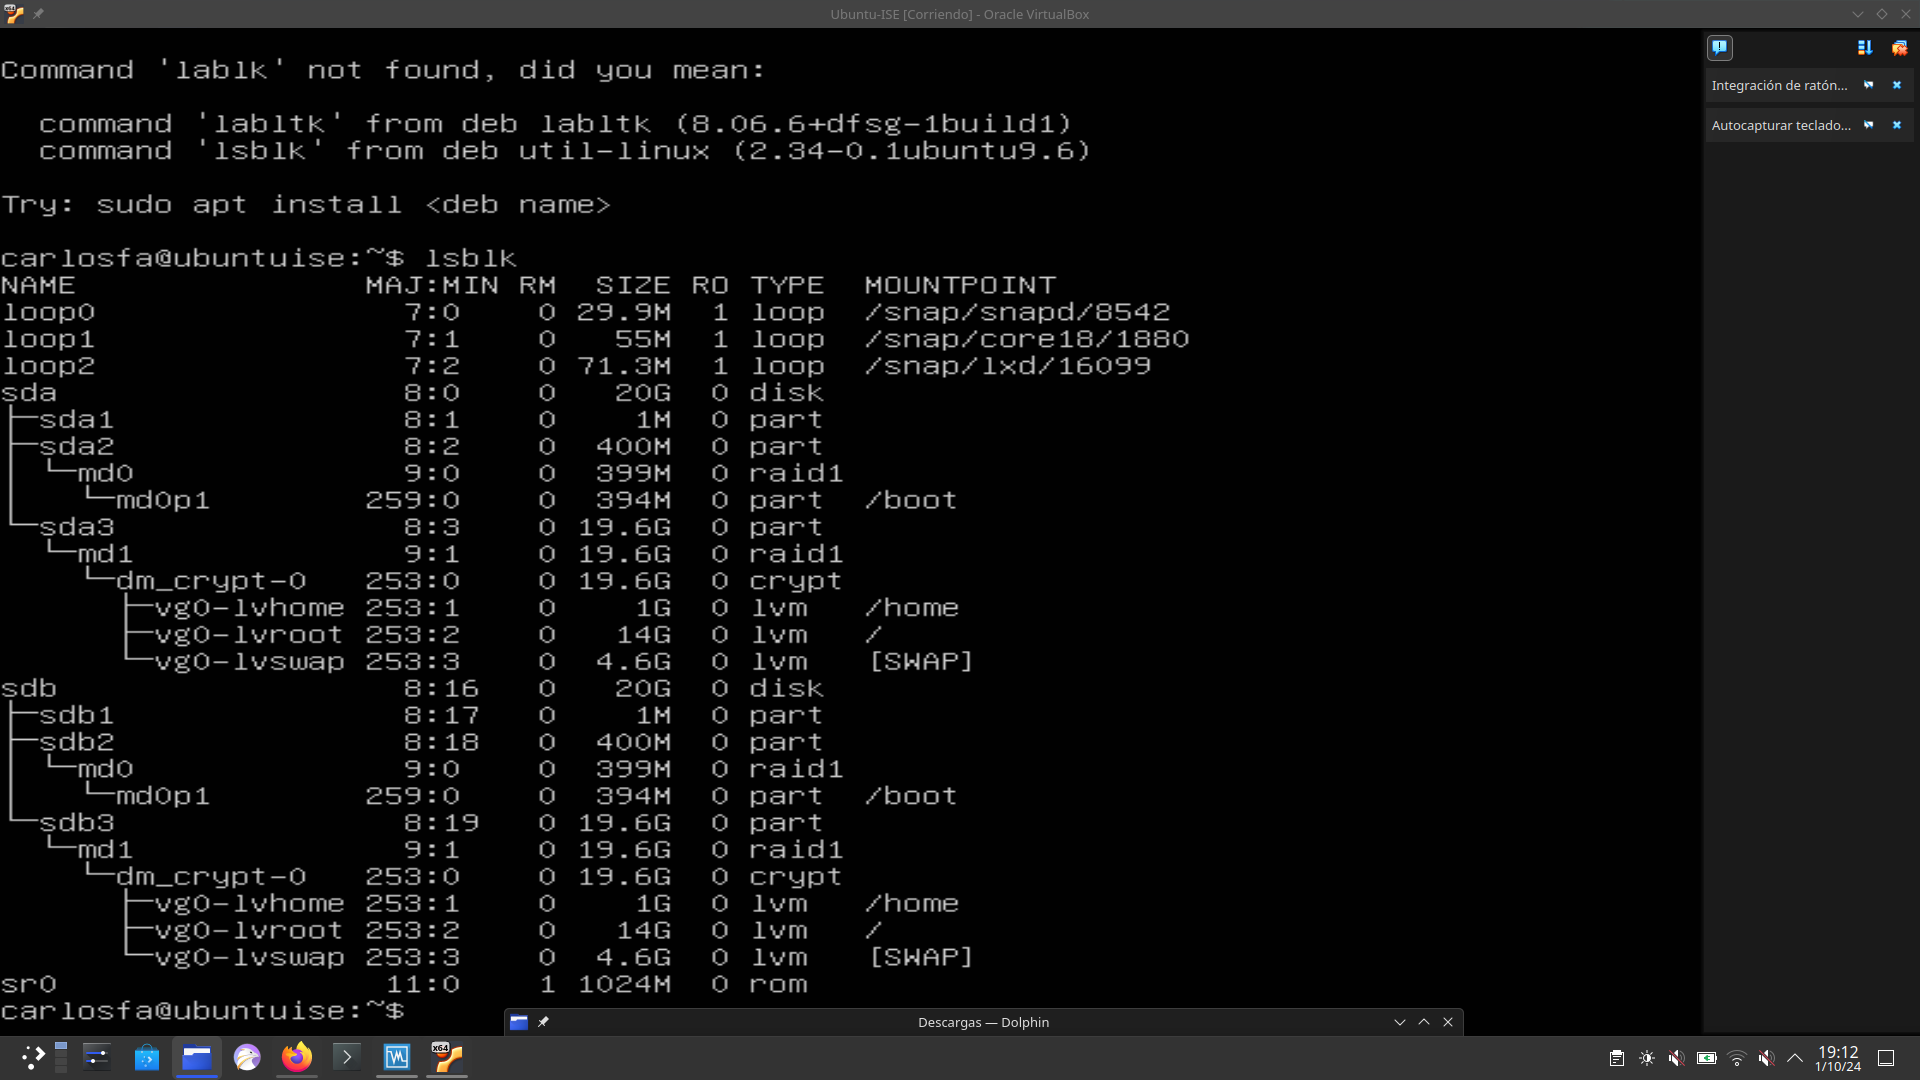 Ubuntu-ISE [Corriendo] - Oracle VirtualBox
Command 'lablk' not found, did you mean:
  command 'labltk' from deb labltk (8.06.6+dfsg-1build1)
  command 'lsblk' from deb util-linux (2.34-0.1ubuntu9.6)
Try: sudo apt install <deb name>
carlosfa@ubuntuise:~$ lsblk
NAME               MAJ:MIN RM   SIZE RO TYPE  MOUNTPOINT
loop0                7:0    0  29.9M  1 loop  /snap/snapd/8542
loop1                7:1    0    55M  1 loop  /snap/core18/1880
loop2                7:2    0  71.3M  1 loop  /snap/lxd/16099
sda                  8:0    0    20G  0 disk
├─sda1               8:1    0     1M  0 part
├─sda2               8:2    0   400M  0 part
│ └─md0              9:0    0   399M  0 raid1
│   └─md0p1        259:0    0   394M  0 part  /boot
└─sda3               8:3    0  19.6G  0 part
  └─md1              9:1    0  19.6G  0 raid1
    └─dm_crypt-0   253:0    0  19.6G  0 crypt
      ├─vg0-lvhome 253:1    0     1G  0 lvm   /home
      ├─vg0-lvroot 253:2    0    14G  0 lvm   /
      └─vg0-lvswap 253:3    0   4.6G  0 lvm   [SWAP]
sdb                  8:16   0    20G  0 disk
├─sdb1               8:17   0     1M  0 part
├─sdb2               8:18   0   400M  0 part
│ └─md0              9:0    0   399M  0 raid1
│   └─md0p1        259:0    0   394M  0 part  /boot
└─sdb3               8:19   0  19.6G  0 part
  └─md1              9:1    0  19.6G  0 raid1
    └─dm_crypt-0   253:0    0  19.6G  0 crypt
      ├─vg0-lvhome 253:1    0     1G  0 lvm   /home
      ├─vg0-lvroot 253:2    0    14G  0 lvm   /
      └─vg0-lvswap 253:3    0   4.6G  0 lvm   [SWAP]
sr0                 11:0    1  1024M  0 rom
carlosfa@ubuntuise:~$
Integración de ratón...
Autocapturar teclado...
Descargas — Dolphin
x64
19:12
1/10/24